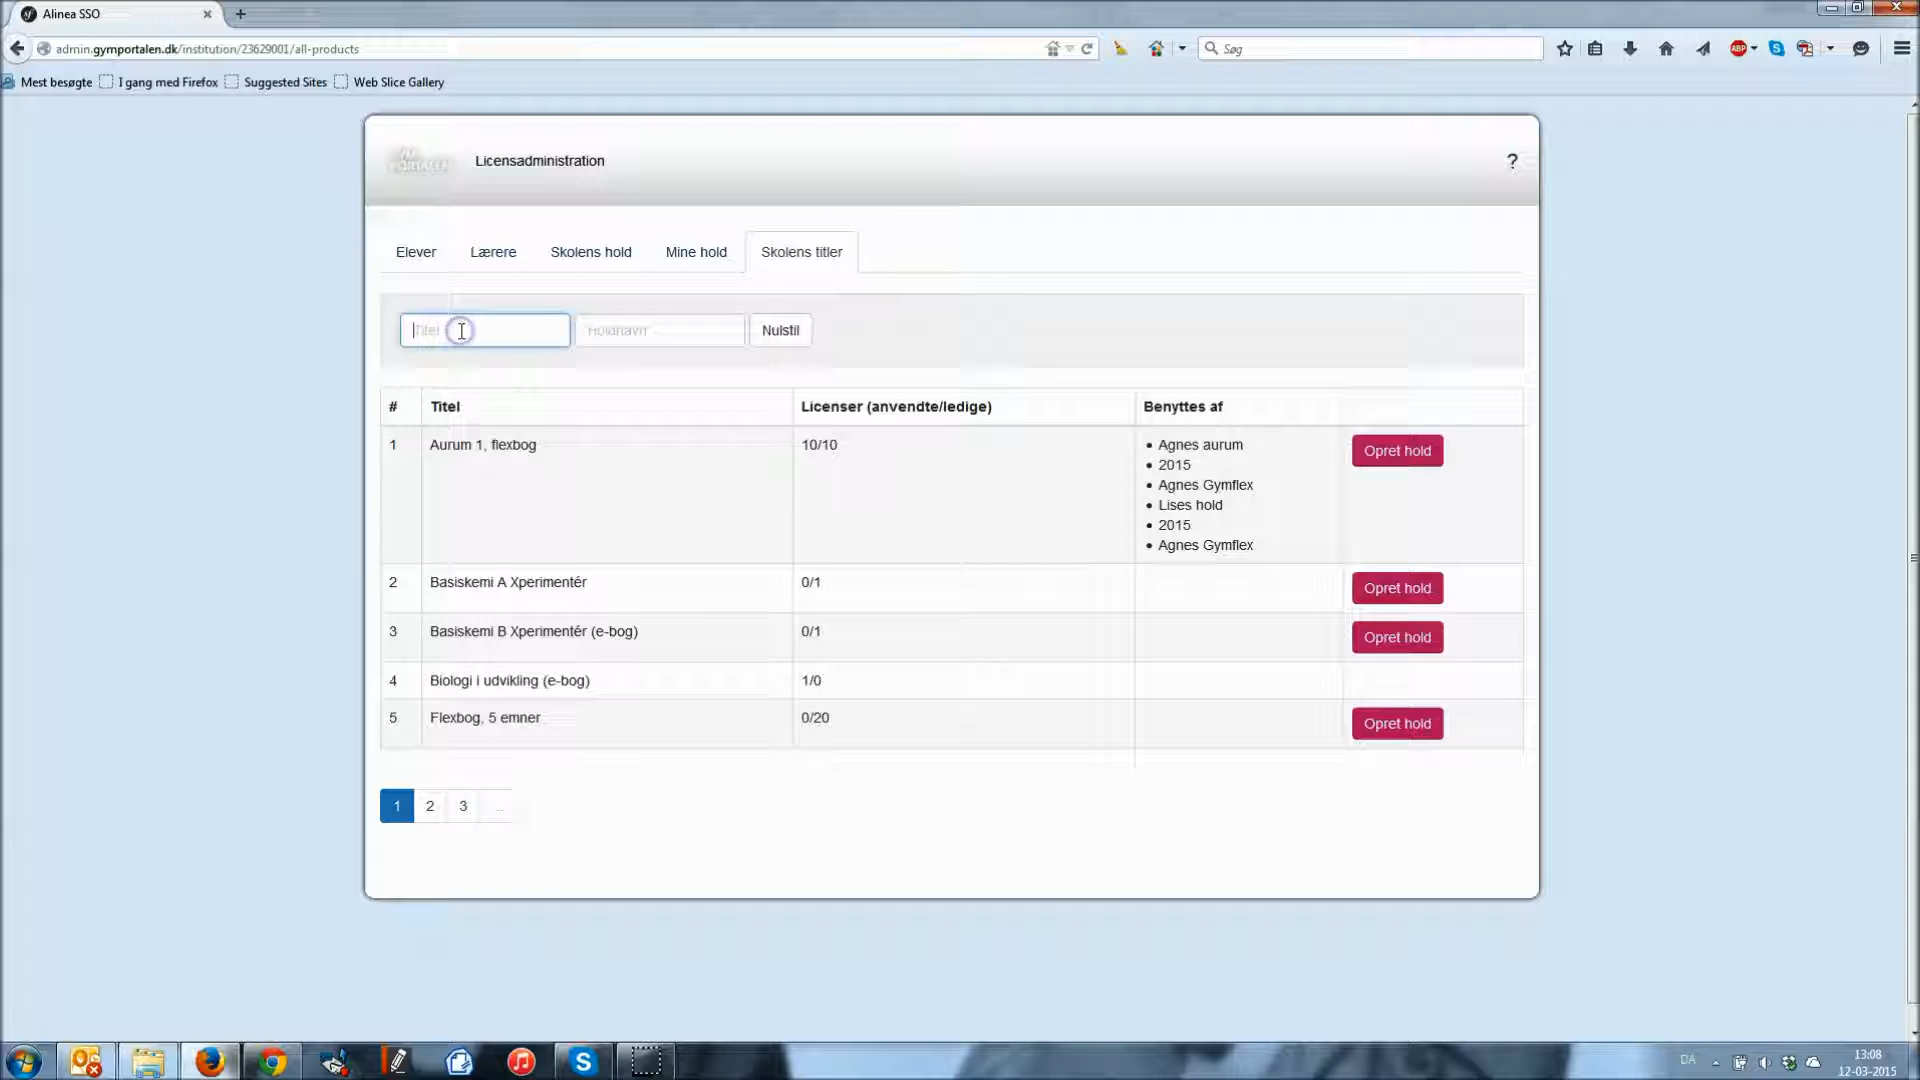 Alinea SSO
admin.gymportalen.dk/institution/23629001/all-products
Søg
ABP
Mest besøgte
I gang med Firefox
Suggested Sites
Web Slice Gallery
Licensadministration
?
Elever
Lærere
Skolens hold
Mine hold
Skolens titler
Titel
Holdnavn
Nulstil
# Titel Licenser (anvendte/ledige) Benyttes af
1 Aurum 1, flexbog 10/10 • Agnes aurum Opret hold
• 2015
• Agnes Gymflex
• Lises hold
• 2015
• Agnes Gymflex
2 Basiskemi A Xperimentér 0/1 Opret hold
3 Basiskemi B Xperimentér (e-bog) 0/1 Opret hold
4 Biologi i udvikling (e-bog) 1/0
5 Flexbog, 5 emner 0/20 Opret hold
1 2 3 ...
DA
13:08
12-03-2015